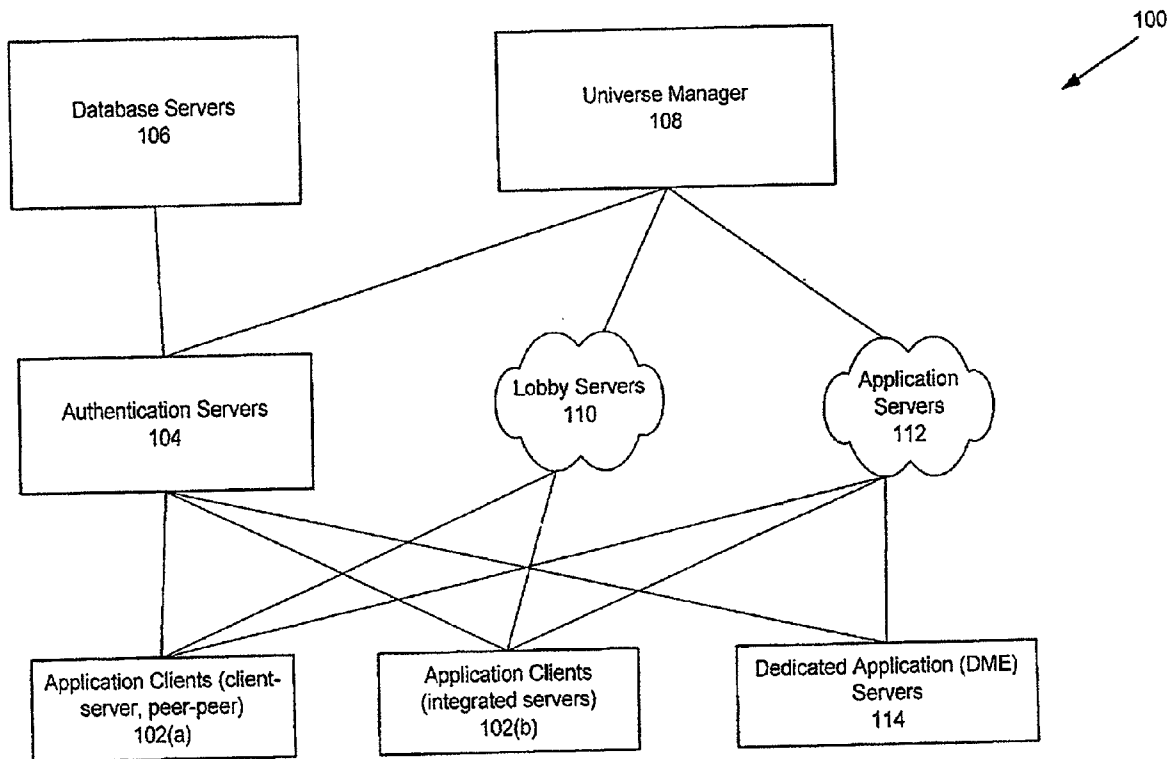 100
Database Servers
106
Universe Manager
108
Authentication Servers
104
Lobby Servers
110
Application
Servers
112
Application Clients (client-
server, peer-peer)
102(a)
Application Clients
(integrated servers)
102(b)
Dedicated Application (DME)
Servers
114